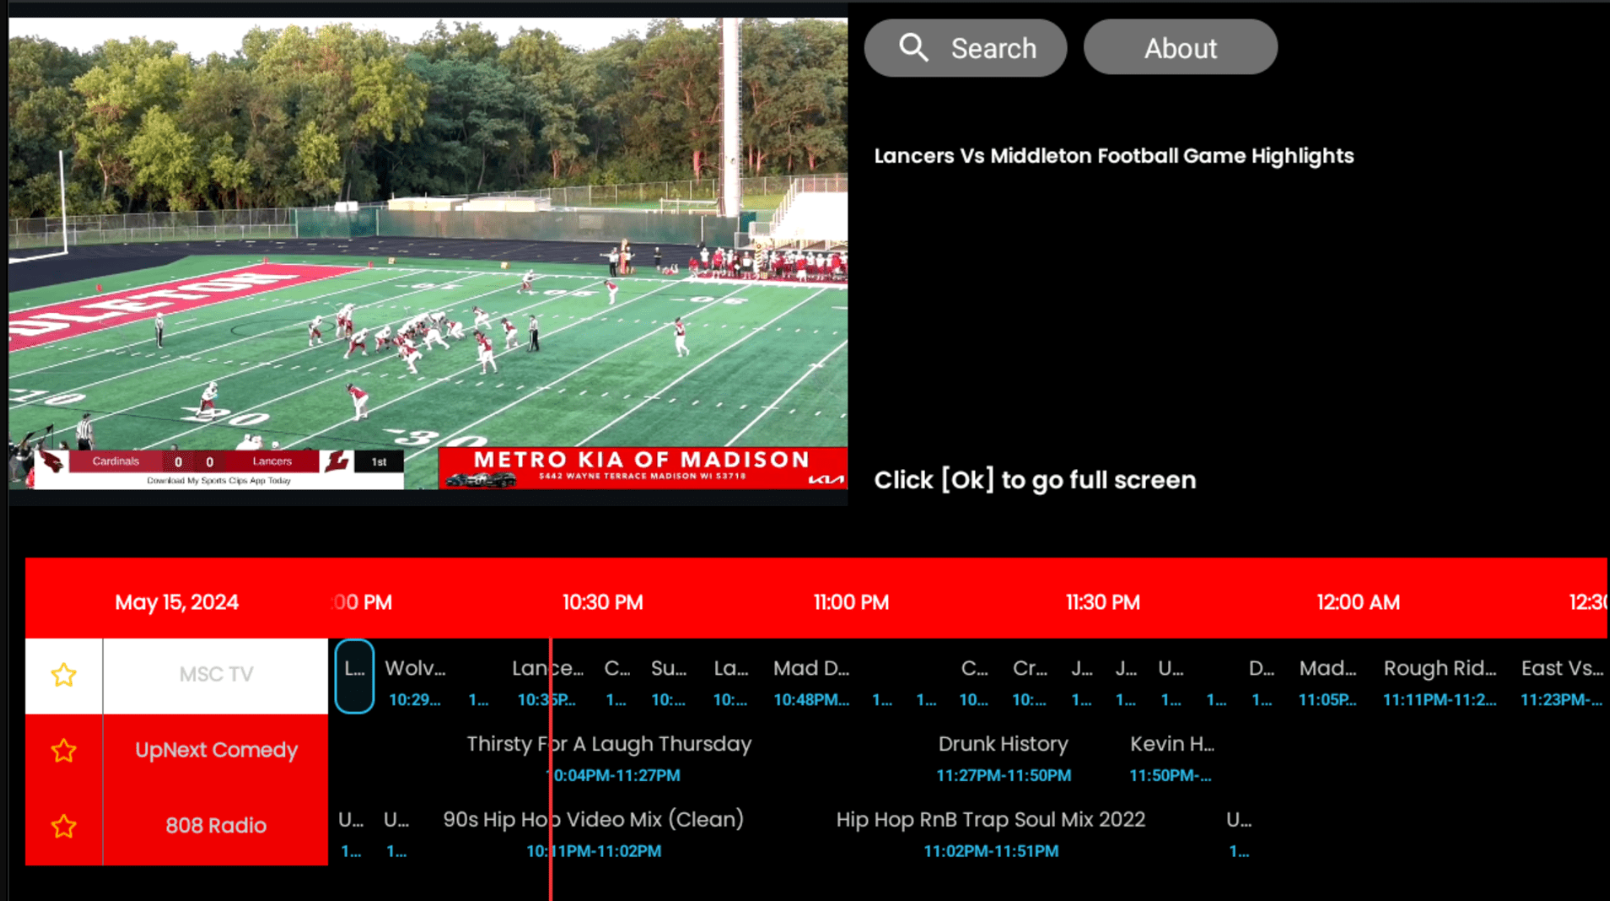 Search
About
Lancers Vs Middleton Football Game Highlights
DLETON
10
20
30
Cardinals 0 0 Lancers 1st
Download My Sports Clips App Today
METRO KIA OF MADISON
5442 WAYNE TERRACE MADISON WI 53718
KIA
Click [Ok] to go full screen
May 15, 2024 :00 PM 10:30 PM 11:00 PM 11:30 PM 12:00 AM 12:30
MSC TV L... Wolv... Lance... C... Su... La... Mad D... C... Cr... J... J... U... D... Mad... Rough Rid... East Vs...
10:29... 1... 10:35P... 1... 10:... 10:... 10:48PM... 1... 1... 10... 10:... 1... 1... 1... 1... 1... 11:05P... 11:11PM-11:2... 11:23PM-...
UpNext Comedy Thirsty For A Laugh Thursday Drunk History Kevin H...
10:04PM-11:27PM 11:27PM-11:50PM 11:50PM-...
808 Radio U... U... 90s Hip Hop Video Mix (Clean) Hip Hop RnB Trap Soul Mix 2022 U...
1... 1... 10:11PM-11:02PM 11:02PM-11:51PM 1...